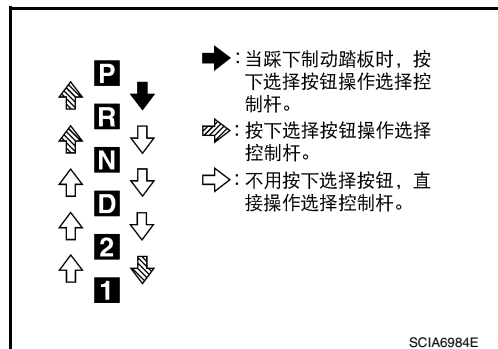 P
R
N
D
2
1
：当踩下制动踏板时，按
下选择按钮操作选择控
制杆。
：按下选择按钮操作选择
控制杆。
：不用按下选择按钮，直
接操作选择控制杆。
SCIA6984E